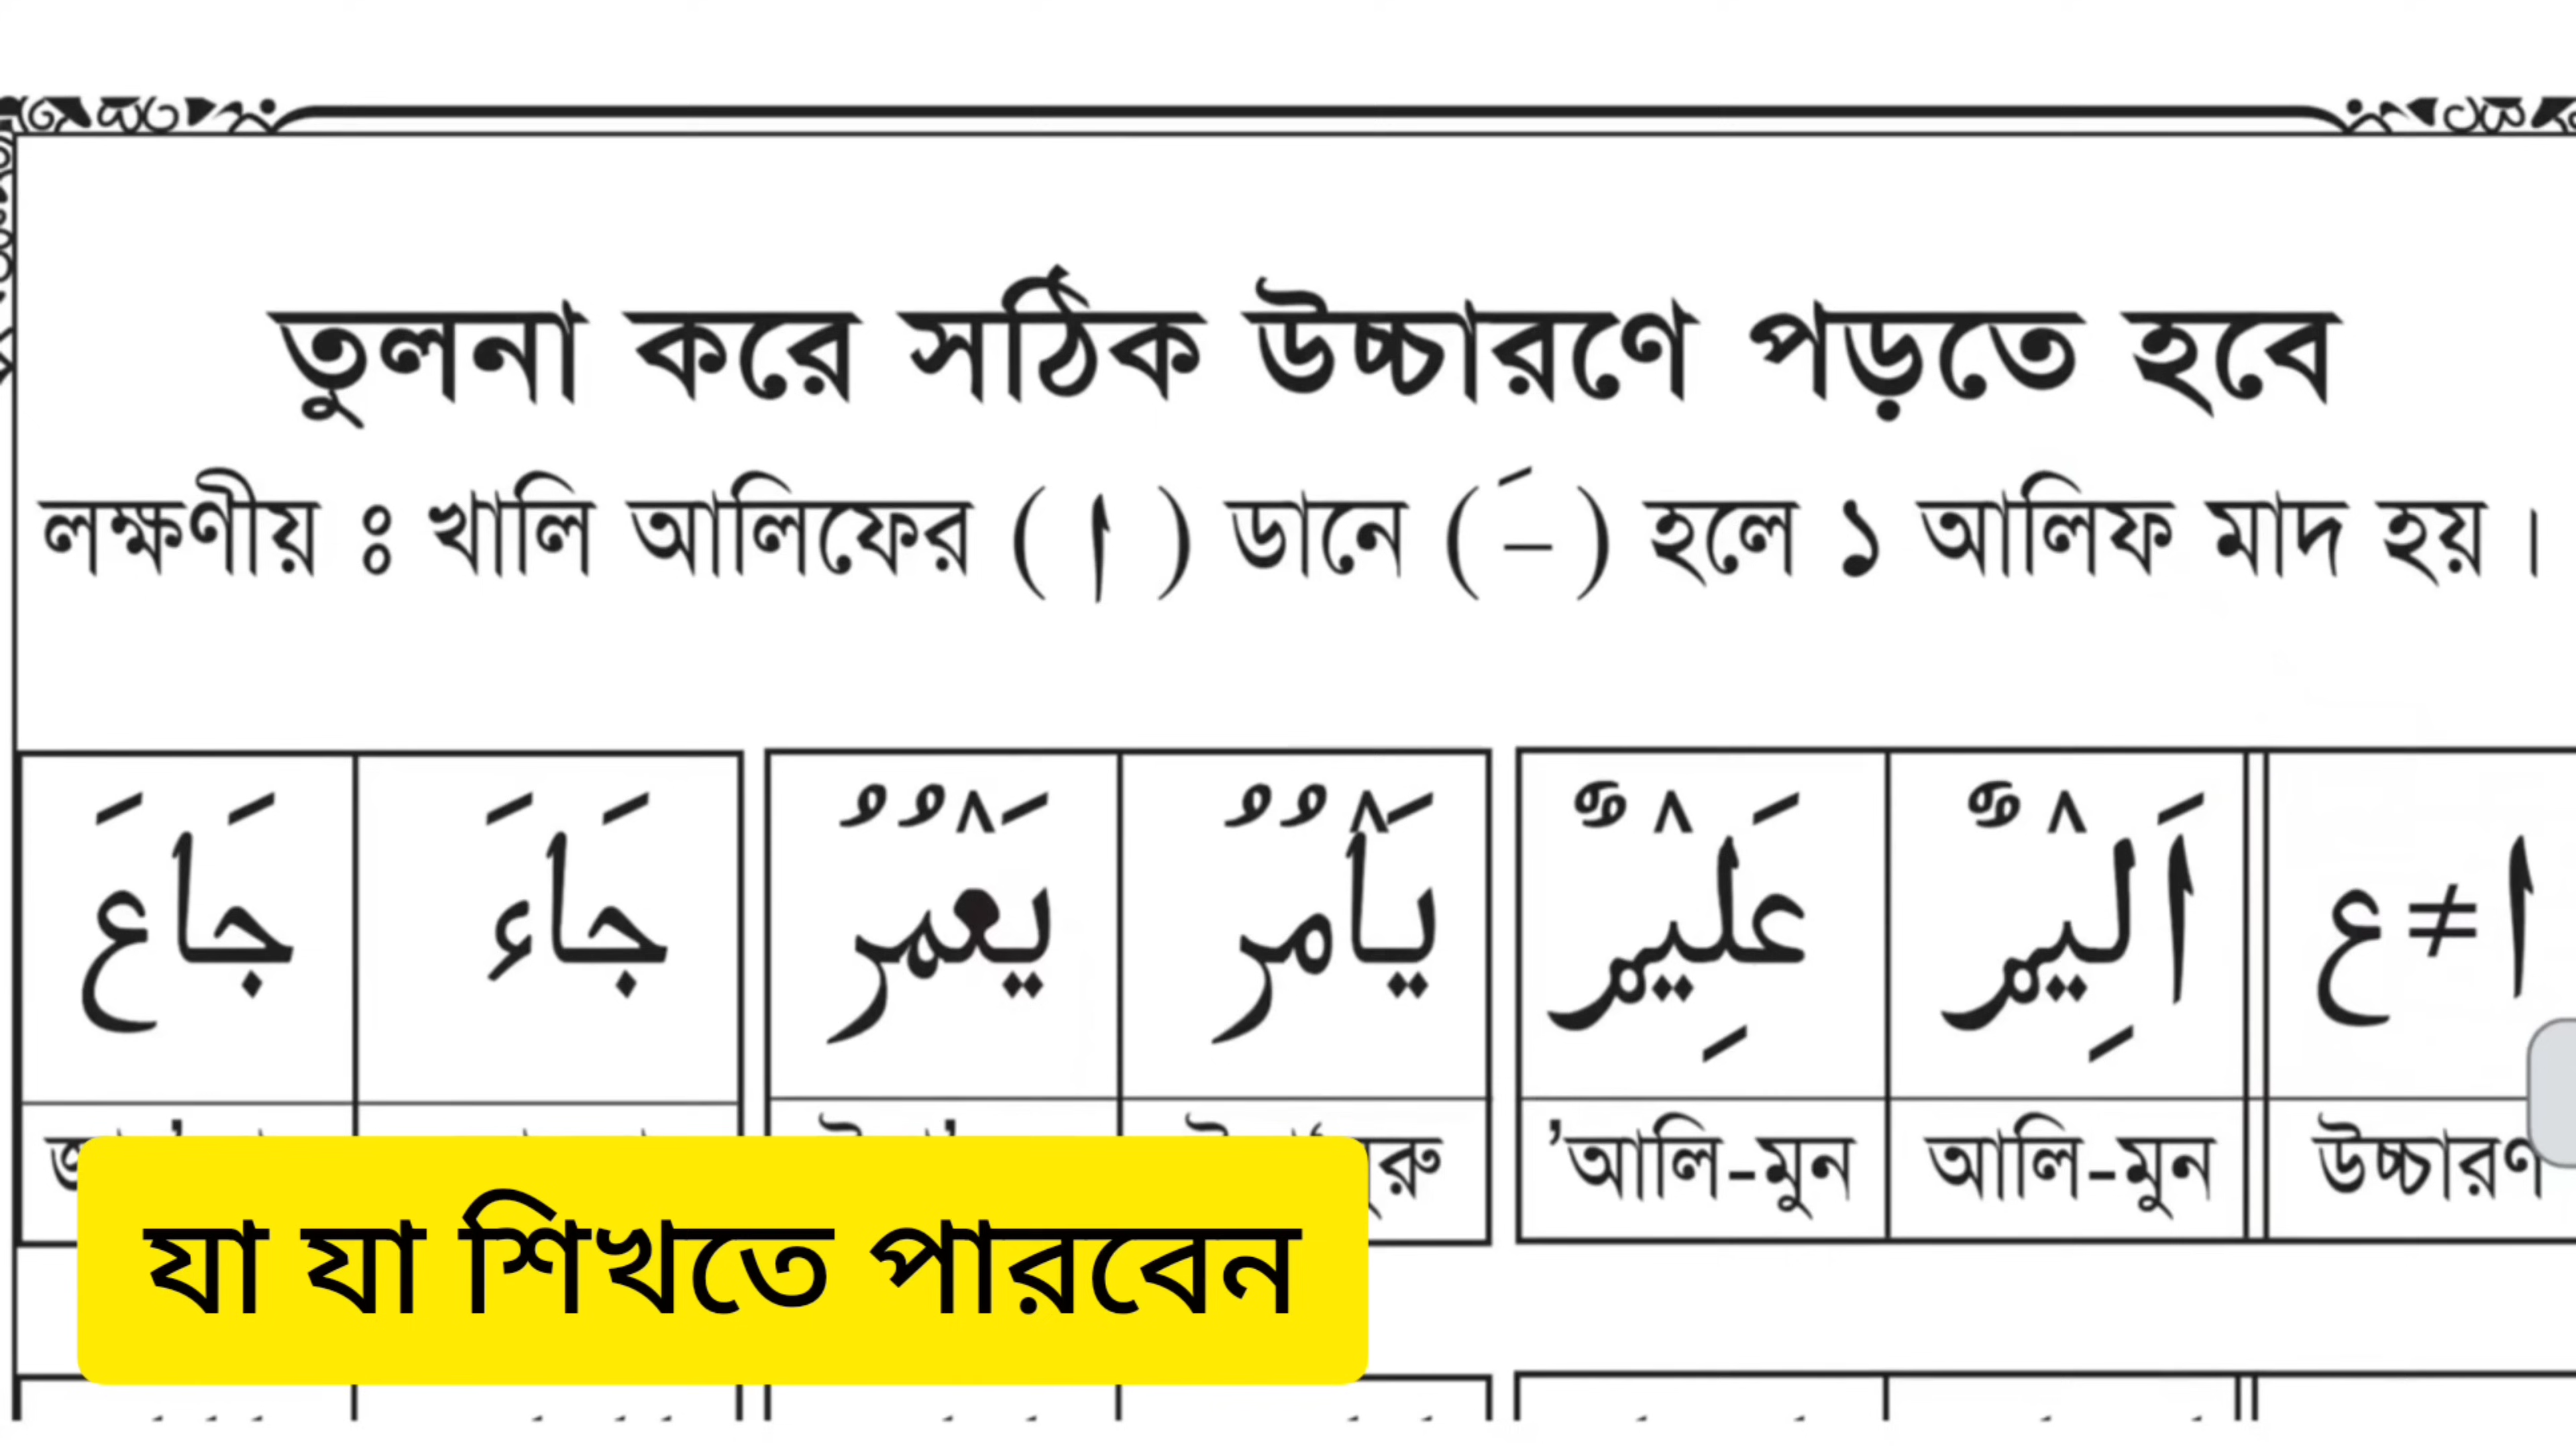 তুলনা করে সঠিক উচ্চারণে পড়তে হবে
লক্ষণীয় ঃ খালি আলিফের ( ا ) ডানে ( َ– ) হলে ১ আলিফ মাদ হয়।
ا ≠ ع اَلِيْمٌ عَلِيْمٌ يَاْمُرُ يَعْمُرُ جَاءَ جَاعَ
উচ্চারণ আলি-মুন ’আলি-মুন
যা যা শিখতে পারবেন